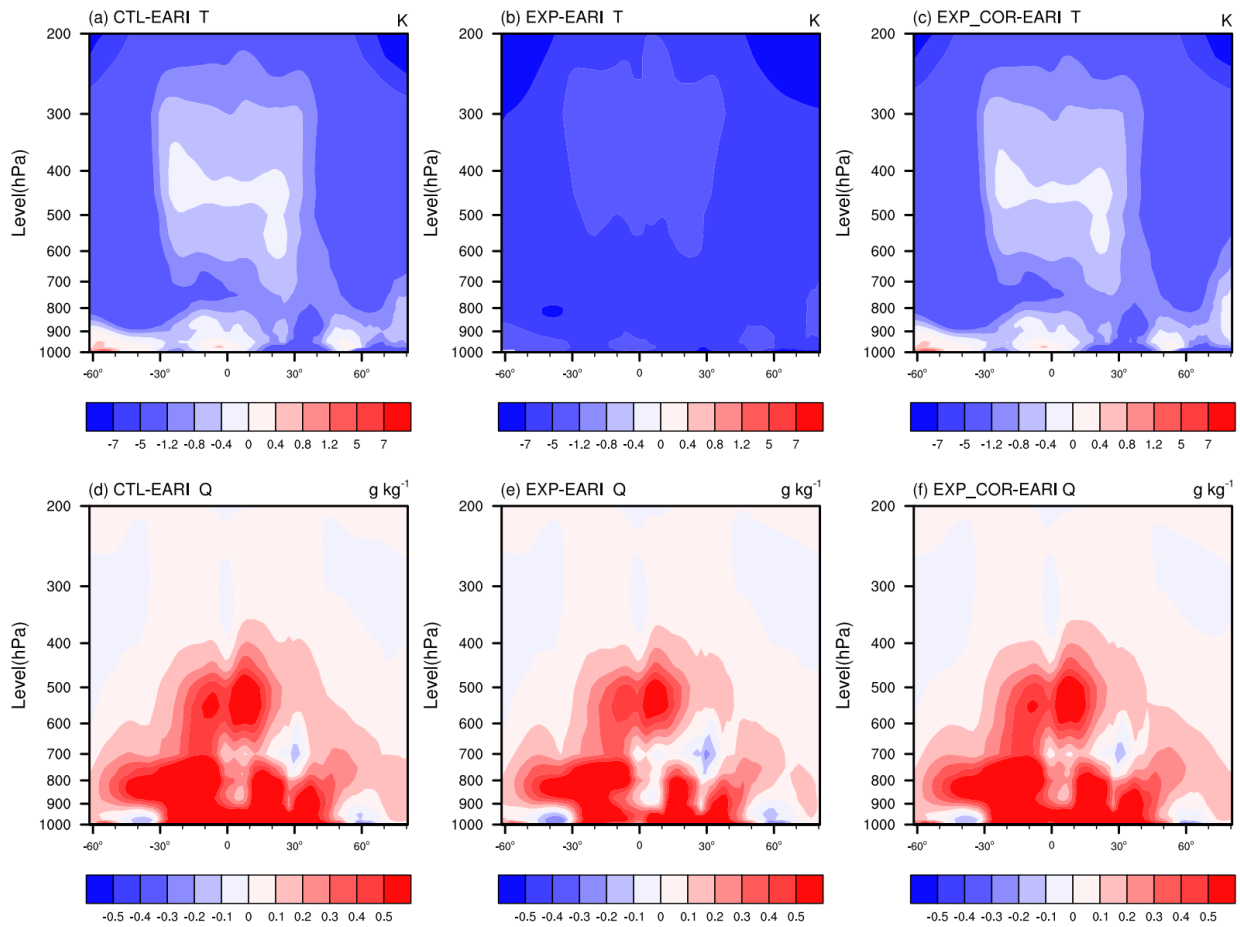 (a) CTL-EARI T K
(b) EXP-EARI T
(c) EXP_COR-EARI T K
Level(hPa)
200
300
400
500
600
700
800
900
1000
-60° -30° 0 30° 60°
Level(hPa)
200
300
400
500
600
700
800
900
1000
-60° -30° 0 30° 60°
Level(hPa)
200
300
400
500
600
700
800
900
1000
-60° -30° 0 30° 60°
-7 -5 -1.2 -0.8 -0.4 0 0.4 0.8 1.2 5 7
-7 -5 -1.2 -0.8 -0.4 0 0.4 0.8 1.2 5 7
-7 -5 -1.2 -0.8 -0.4 0 0.4 0.8 1.2 5 7
(d) CTL-EARI Q g kg⁻¹
(e) EXP-EARI Q g kg⁻¹
(f) EXP_COR-EARI Q g kg⁻¹
Level(hPa)
200
300
400
500
600
700
800
900
1000
-60° -30° 0 30° 60°
Level(hPa)
200
300
400
500
600
700
800
900
1000
-60° -30° 0 30° 60°
Level(hPa)
200
300
400
500
600
700
800
900
1000
-60° -30° 0 30° 60°
-0.5 -0.4 -0.3 -0.2 -0.1 0 0.1 0.2 0.3 0.4 0.5
-0.5 -0.4 -0.3 -0.2 -0.1 0 0.1 0.2 0.3 0.4 0.5
-0.5 -0.4 -0.3 -0.2 -0.1 0 0.1 0.2 0.3 0.4 0.5